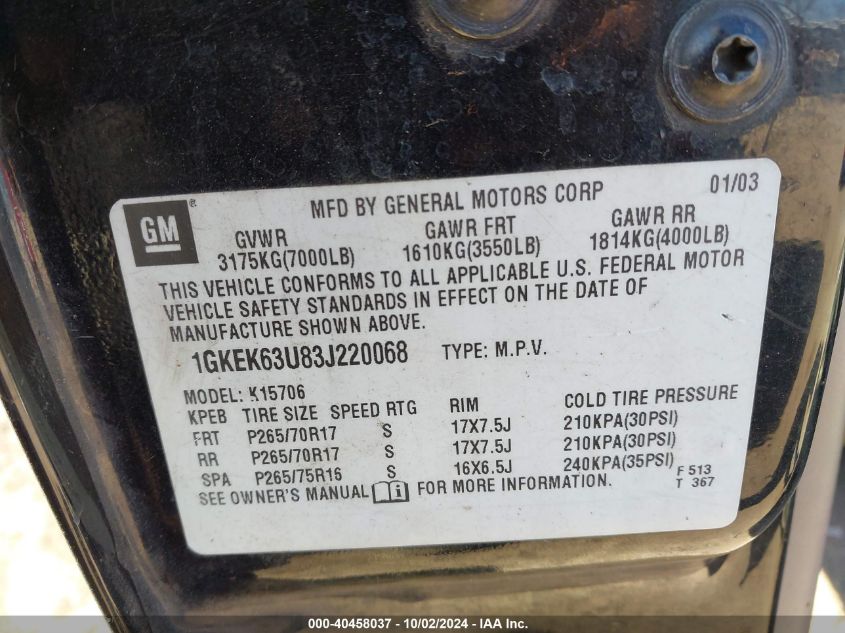 GM ®
MFD BY GENERAL MOTORS CORP 01/03
GVWR GAWR FRT GAWR RR
3175KG(7000LB) 1610KG(3550LB) 1814KG(4000LB)
THIS VEHICLE CONFORMS TO ALL APPLICABLE U.S. FEDERAL MOTOR
VEHICLE SAFETY STANDARDS IN EFFECT ON THE DATE OF
MANUFACTURE SHOWN ABOVE.
1GKEK63U83J220068 TYPE: M.P.V.
MODEL: K15706
KPEB TIRE SIZE SPEED RTG RIM COLD TIRE PRESSURE
FRT P265/70R17 S 17X7.5J 210KPA(30PSI)
RR P265/70R17 S 17X7.5J 210KPA(30PSI)
SPA P265/75R16 S 16X6.5J 240KPA(35PSI)
SEE OWNER'S MANUAL i FOR MORE INFORMATION.
F 513
T 367
000-40458037 - 10/02/2024 - IAA Inc.